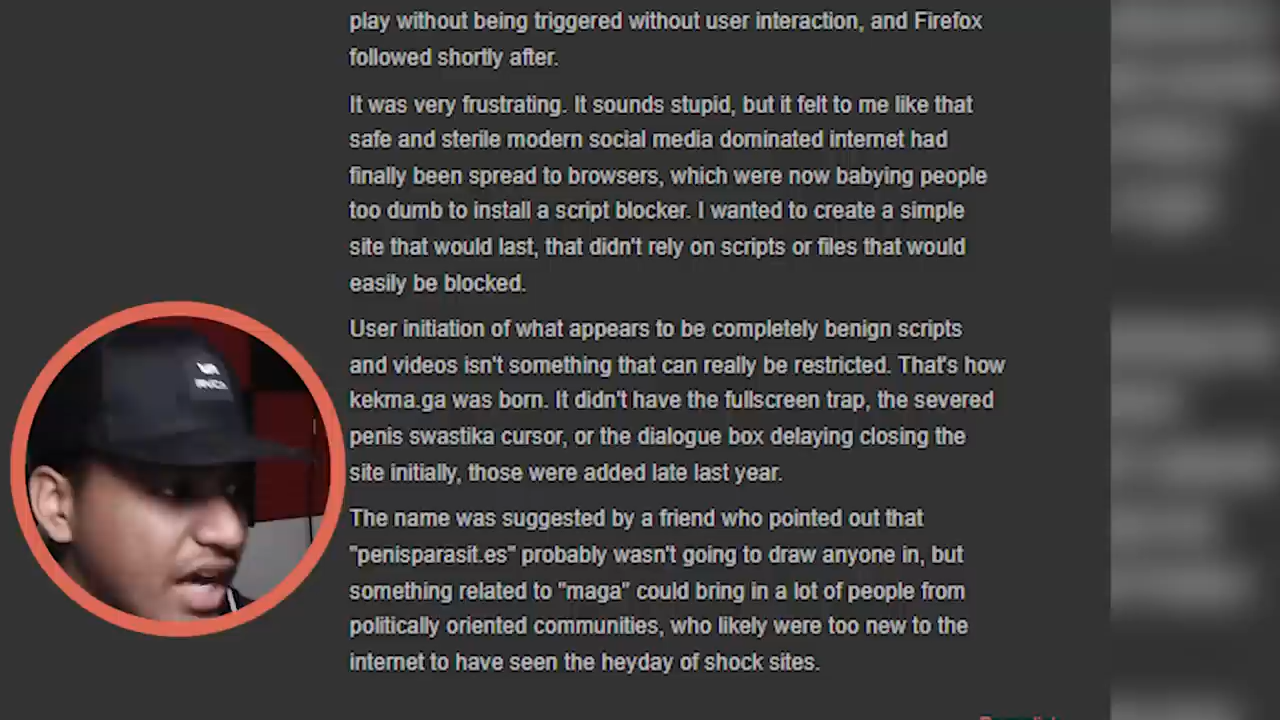 play without being triggered without user interaction, and Firefox
followed shortly after.
It was very frustrating. It sounds stupid, but it felt to me like that
safe and sterile modern social media dominated internet had
finally been spread to browsers, which were now babying people
too dumb to install a script blocker. I wanted to create a simple
site that would last, that didn't rely on scripts or files that would
easily be blocked.
User initiation of what appears to be completely benign scripts
and videos isn't something that can really be restricted. That's how
kekma.ga was born. It didn't have the fullscreen trap, the severed
penis swastika cursor, or the dialogue box delaying closing the
site initially, those were added late last year.
The name was suggested by a friend who pointed out that
"penisparasit.es" probably wasn't going to draw anyone in, but
something related to "maga" could bring in a lot of people from
politically oriented communities, who likely were too new to the
internet to have seen the heyday of shock sites.